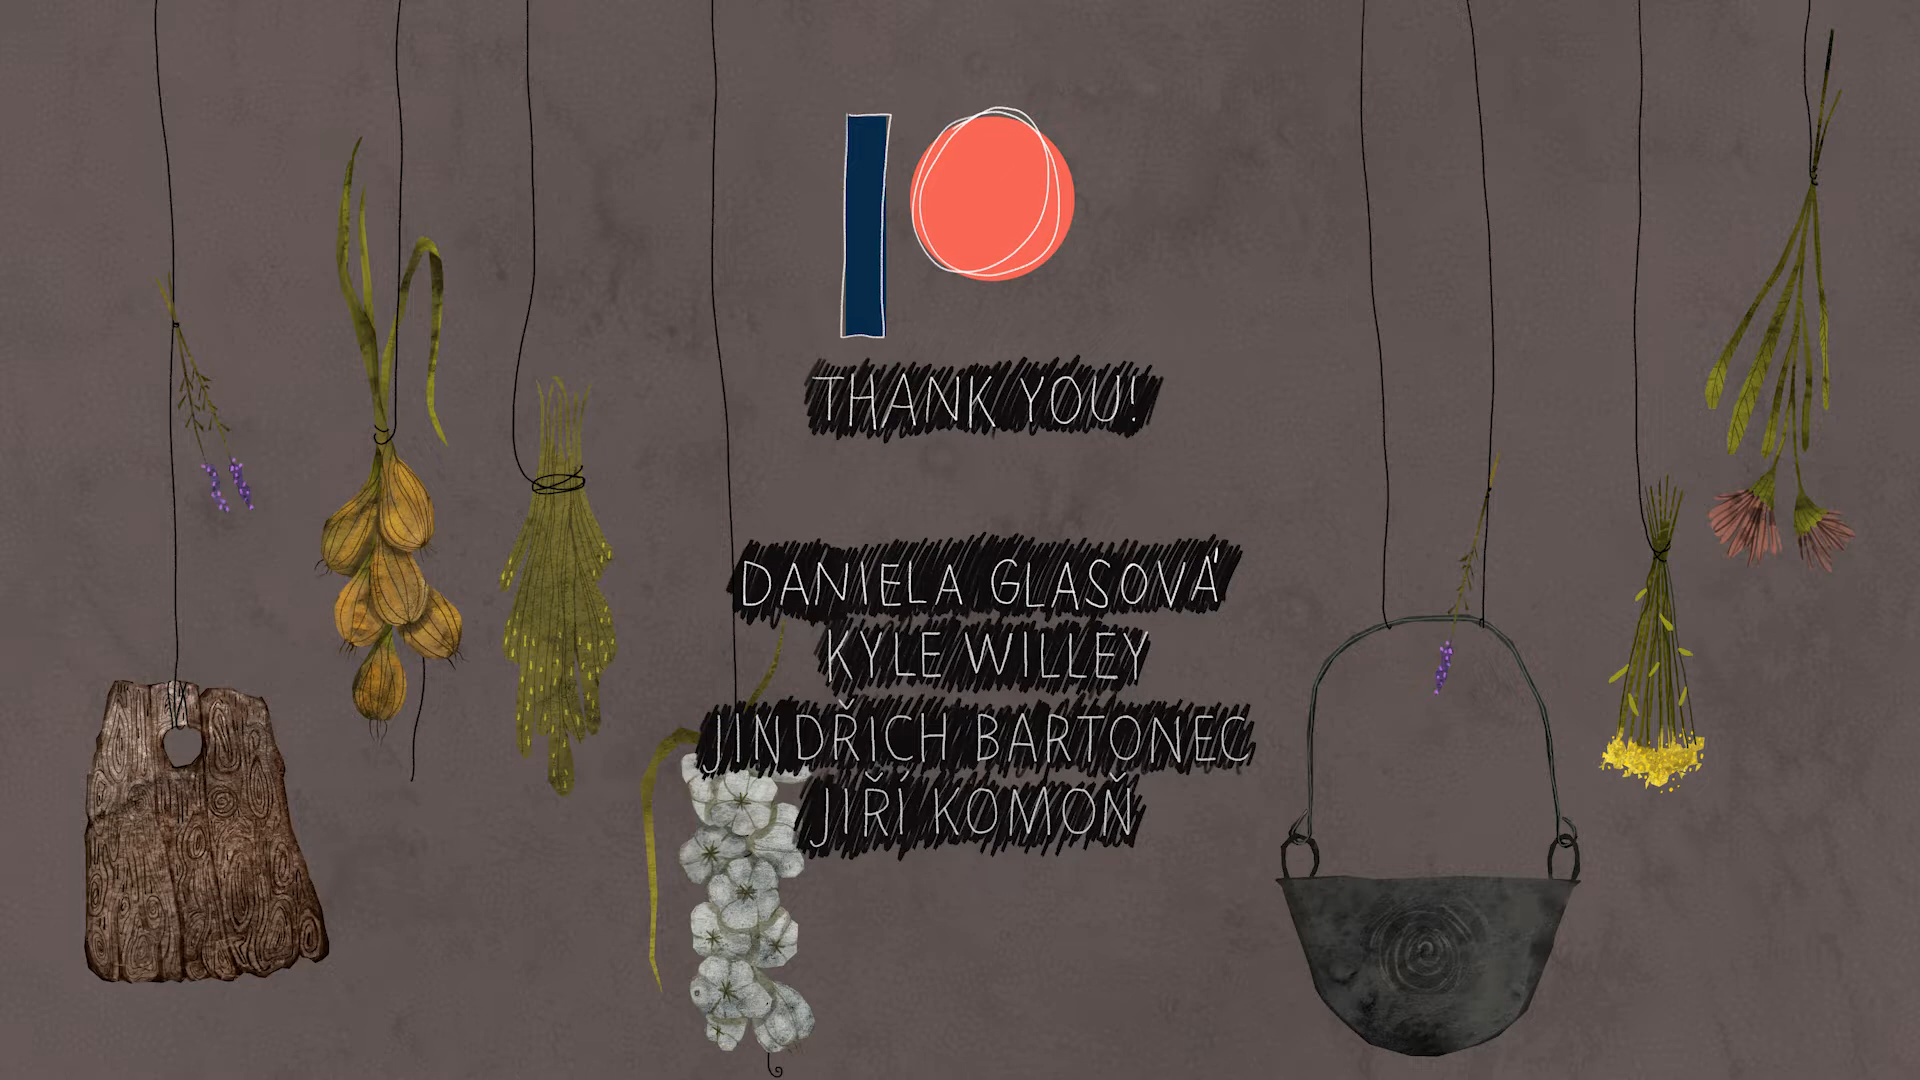 THANK YOU!
DANIELA GLASOVÁ
KYLE WILLEY
JINDŘICH BARTONEC
JIŘÍ KOMOŇ